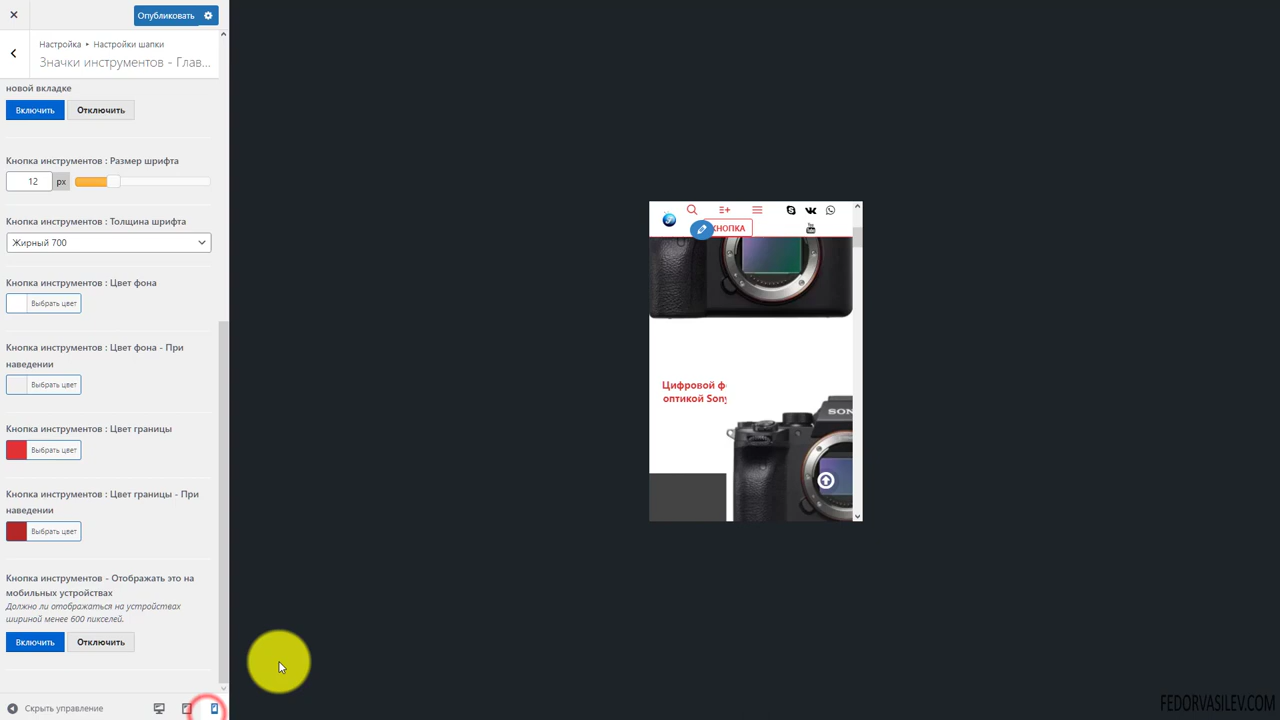 Опубликовать
Настройка ▸ Настройки шапки
Значки инструментов - Глав...
новой вкладке
Включить Отключить
Кнопка инструментов : Размер шрифта
12 px
Кнопка инструментов : Толщина шрифта
Жирный 700
Кнопка инструментов : Цвет фона
Выбрать цвет
Кнопка инструментов : Цвет фона - При
наведении
Выбрать цвет
Кнопка инструментов : Цвет границы
Выбрать цвет
Кнопка инструментов : Цвет границы - При
наведении
Выбрать цвет
Кнопка инструментов - Отображать это на
мобильных устройствах
Должно ли отображаться на устройствах
шириной менее 600 пикселей.
Включить Отключить
Скрыть управление
КНОПКА
Цифровой ф
оптикой Sony
SON
FEDORVASILEV.COM